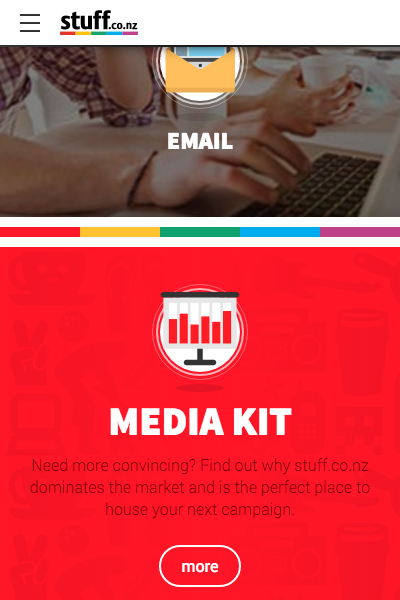 stuff.co.nz
EMAIL
MEDIA KIT
Need more convincing? Find out why stuff.co.nz
dominates the market and is the perfect place to
house your next campaign.
more